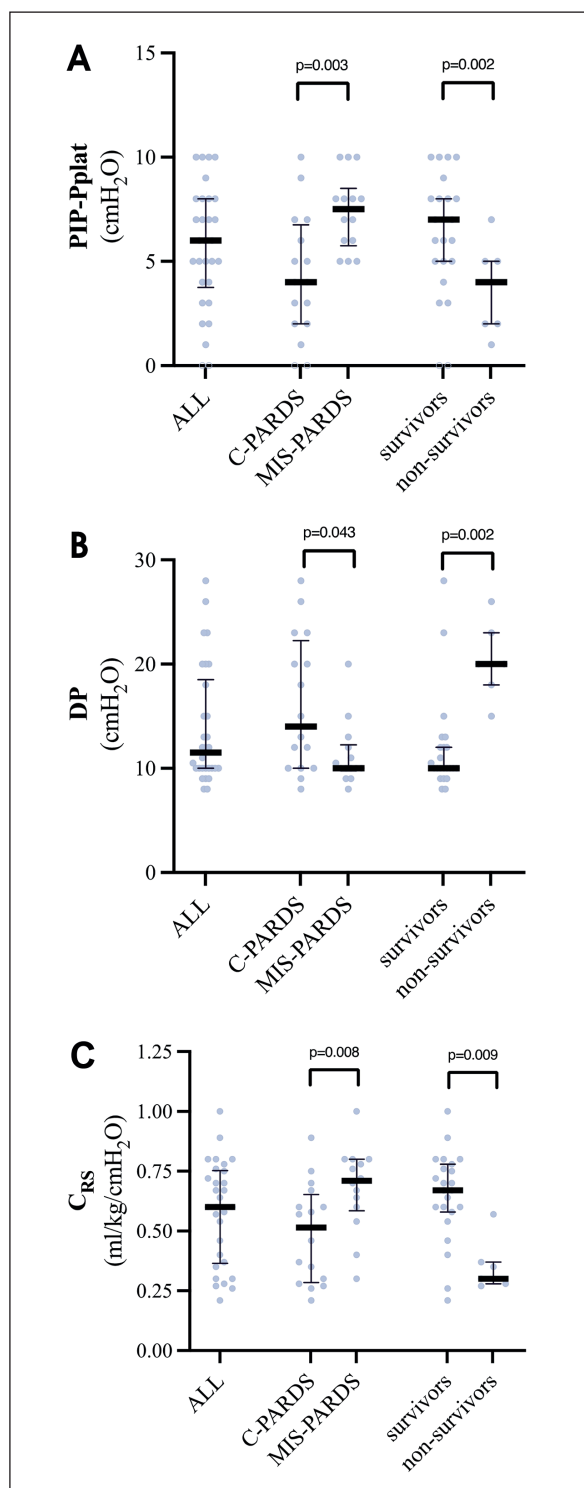 A
PIP-Pplat
(cmH2O)
15
10
5
0
p=0.003
p=0.002
ALL
C-PARDS
MIS-PARDS
survivors
non-survivors
B
DP
(cmH2O)
30
20
10
0
p=0.043
p=0.002
ALL
C-PARDS
MIS-PARDS
survivors
non-survivors
C
CRS
(ml/kg/cmH2O)
1.25
1.00
0.75
0.50
0.25
0.00
p=0.008
p=0.009
ALL
C-PARDS
MIS-PARDS
survivors
non-survivors